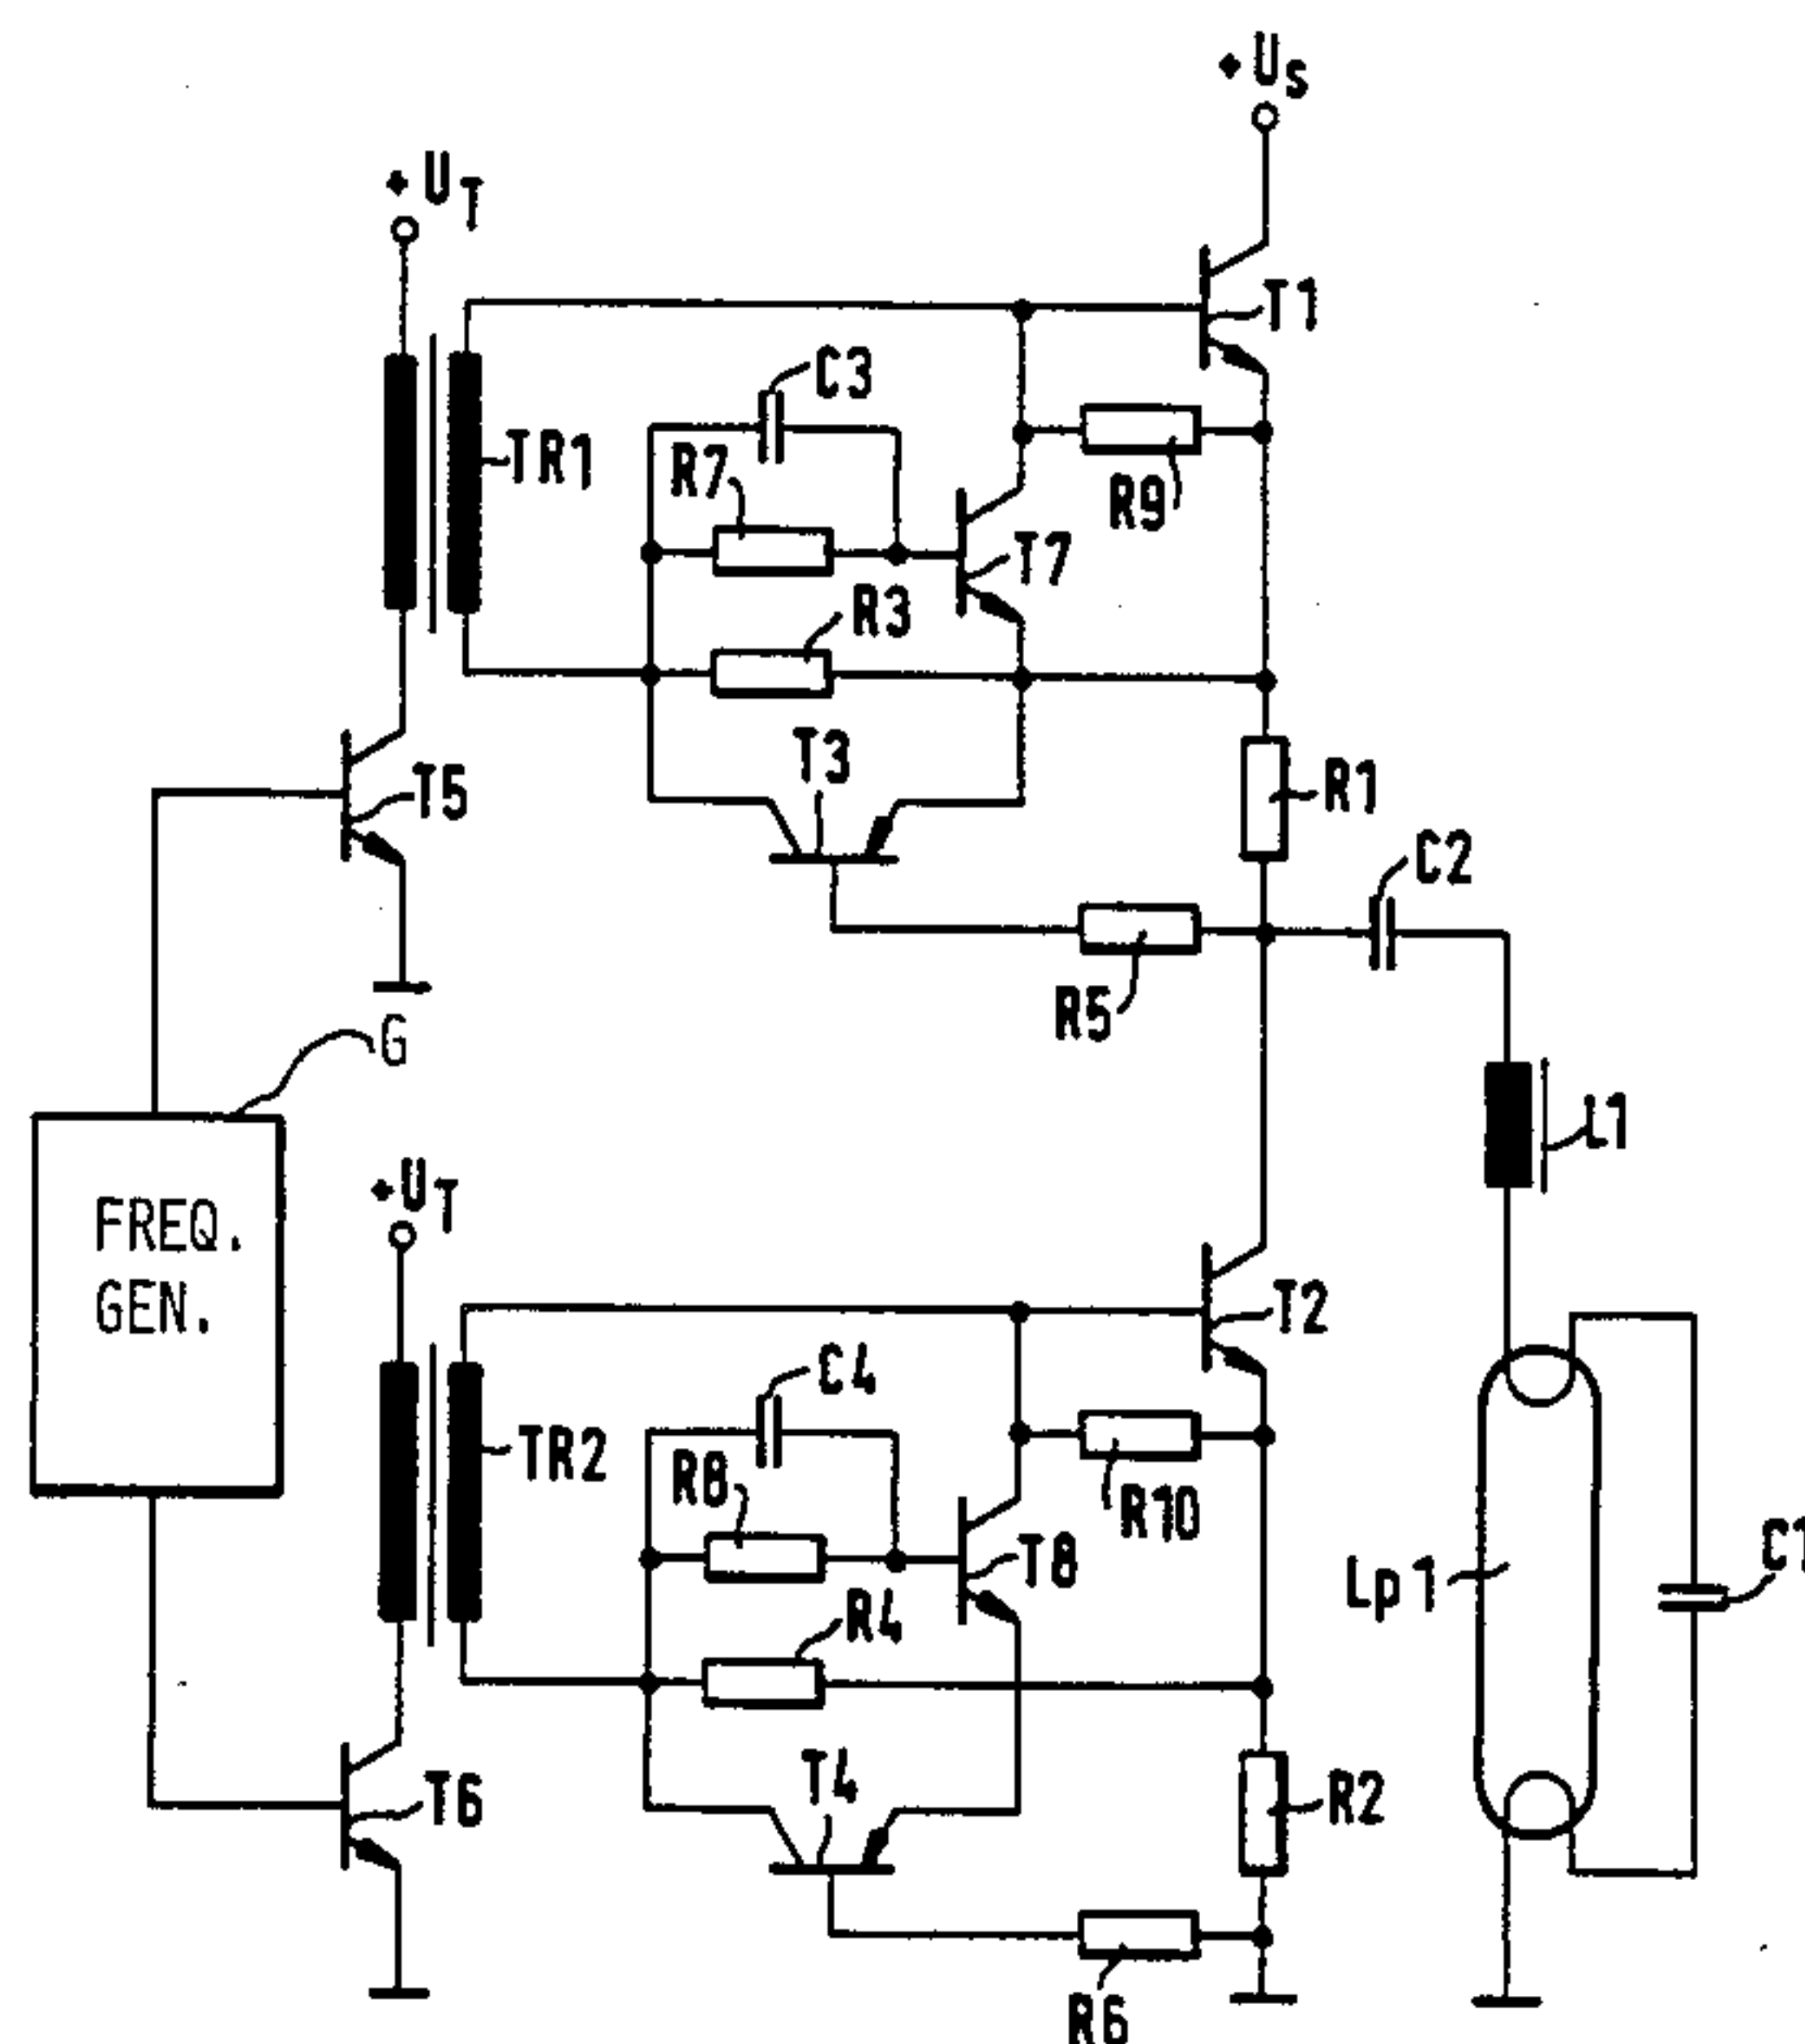 +Us
+UT
T1
C3
TR1
R7
R9
T7
R3
T3
R1
T5
C2
R5
G
L1
+UT
FREQ.
GEN.
T2
C4
TR2
R8
R10
T8
C1
Lp1
R4
T4
R2
T6
R6